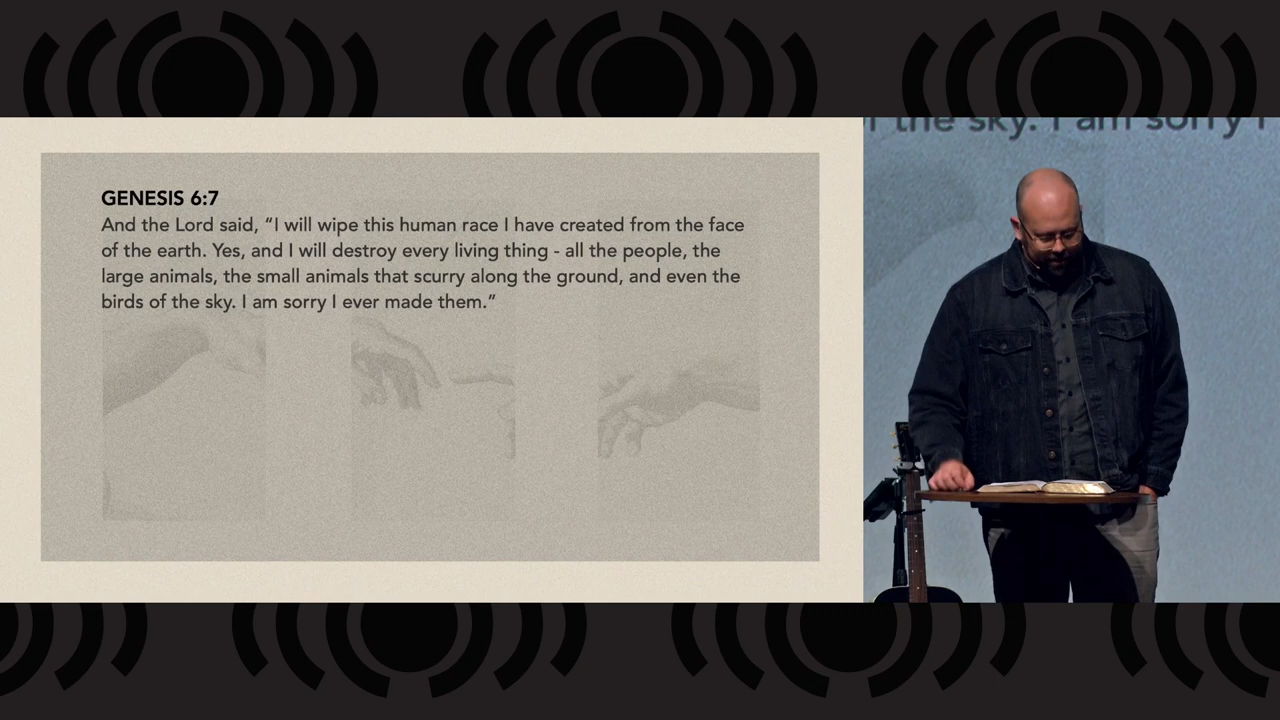 GENESIS 6:7
And the Lord said, “I will wipe this human race I have created from the face
of the earth. Yes, and I will destroy every living thing - all the people, the
large animals, the small animals that scurry along the ground, and even the
birds of the sky. I am sorry I ever made them.”
the sky. I am sorry I